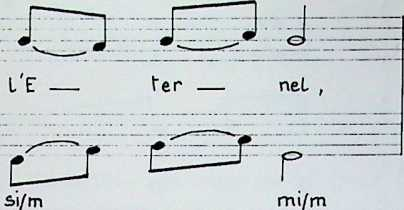 l'E — ter — nel,
si/m mi/m